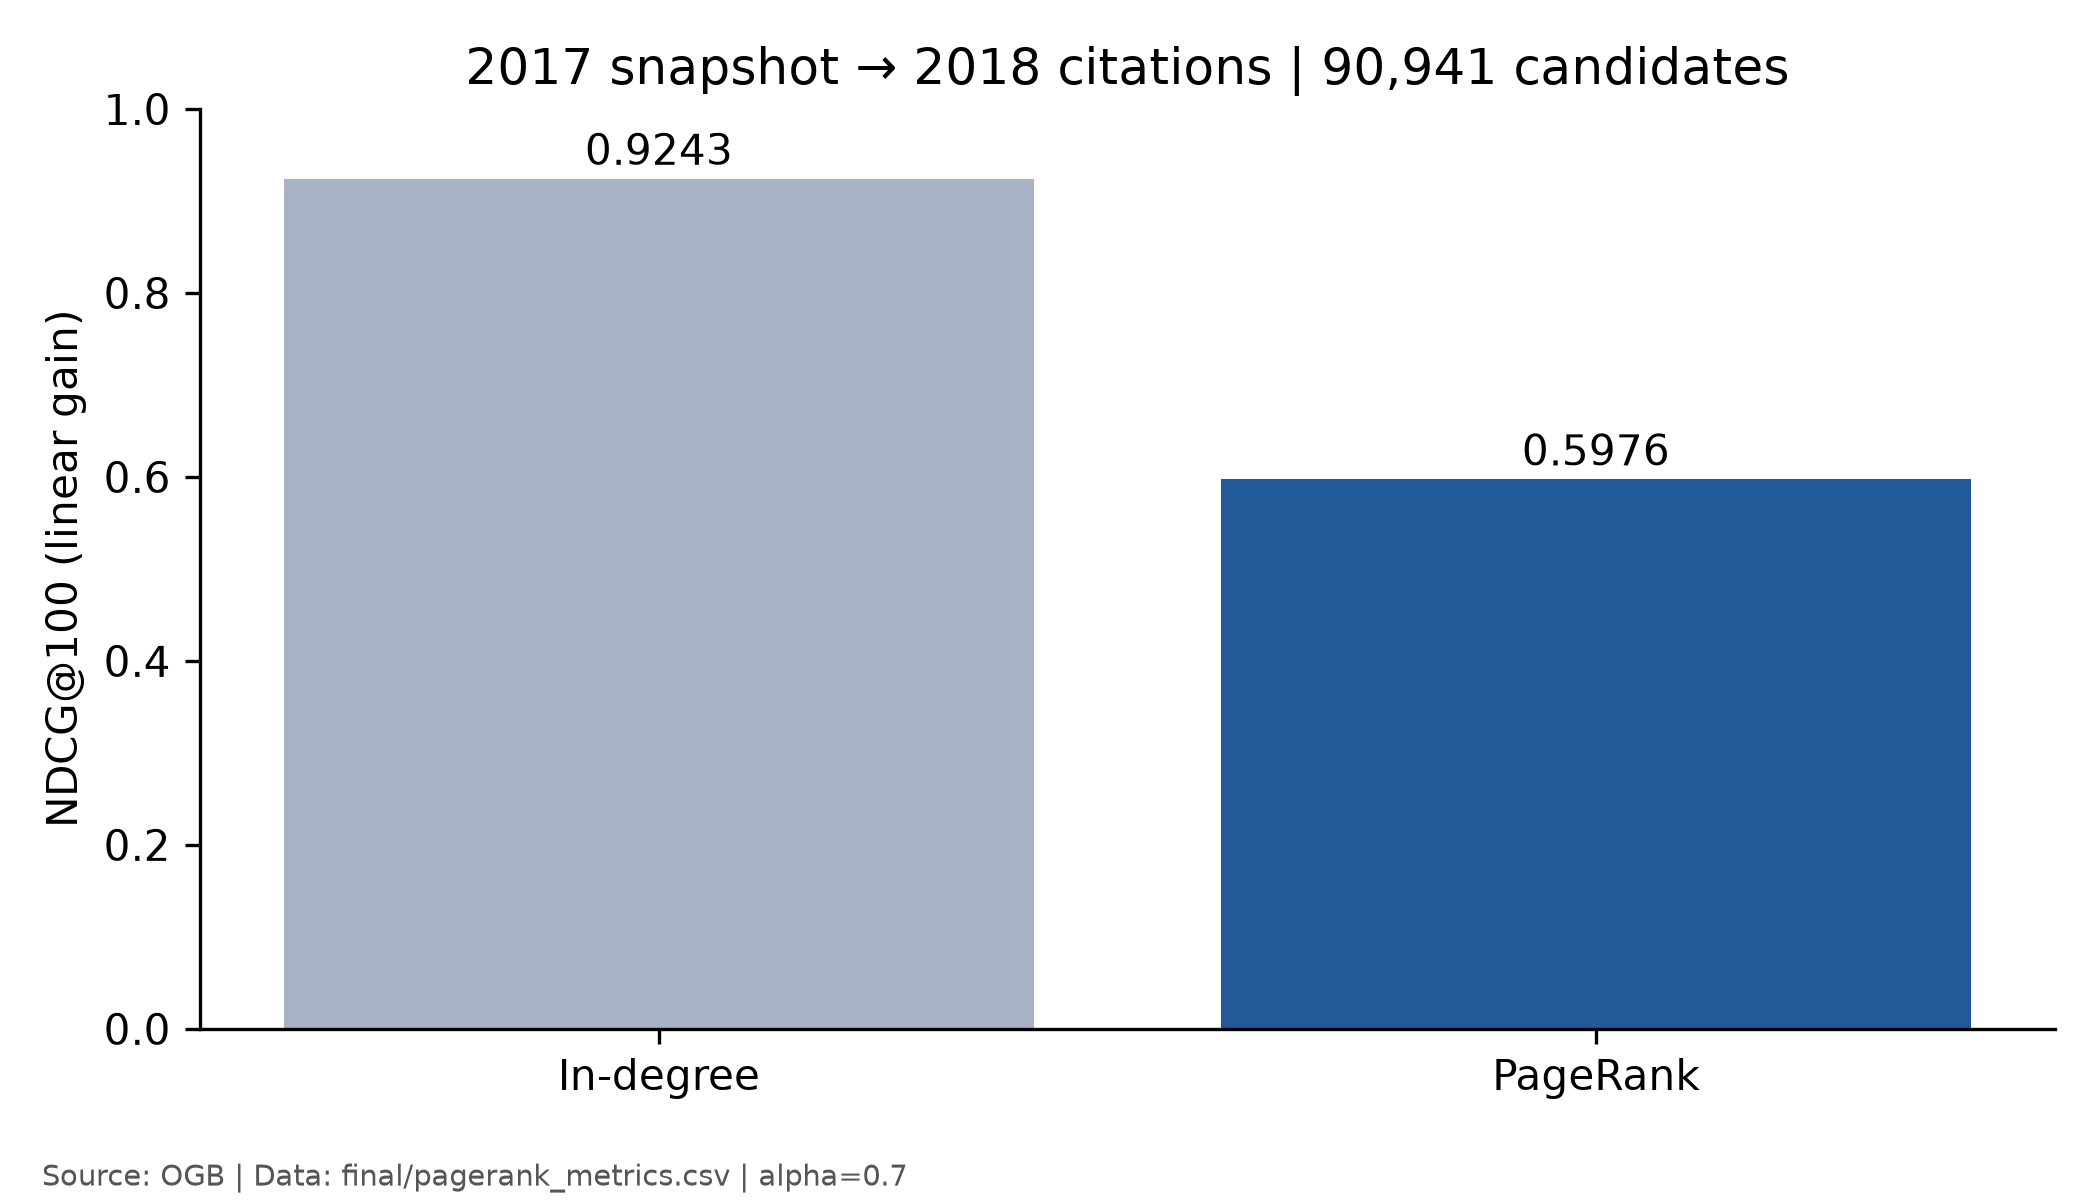 2017 snapshot → 2018 citations | 90,941 candidates
NDCG@100 (linear gain)
1.0
0.8
0.6
0.4
0.2
0.0
0.9243
0.5976
In-degree
PageRank
Source: OGB | Data: final/pagerank_metrics.csv | alpha=0.7